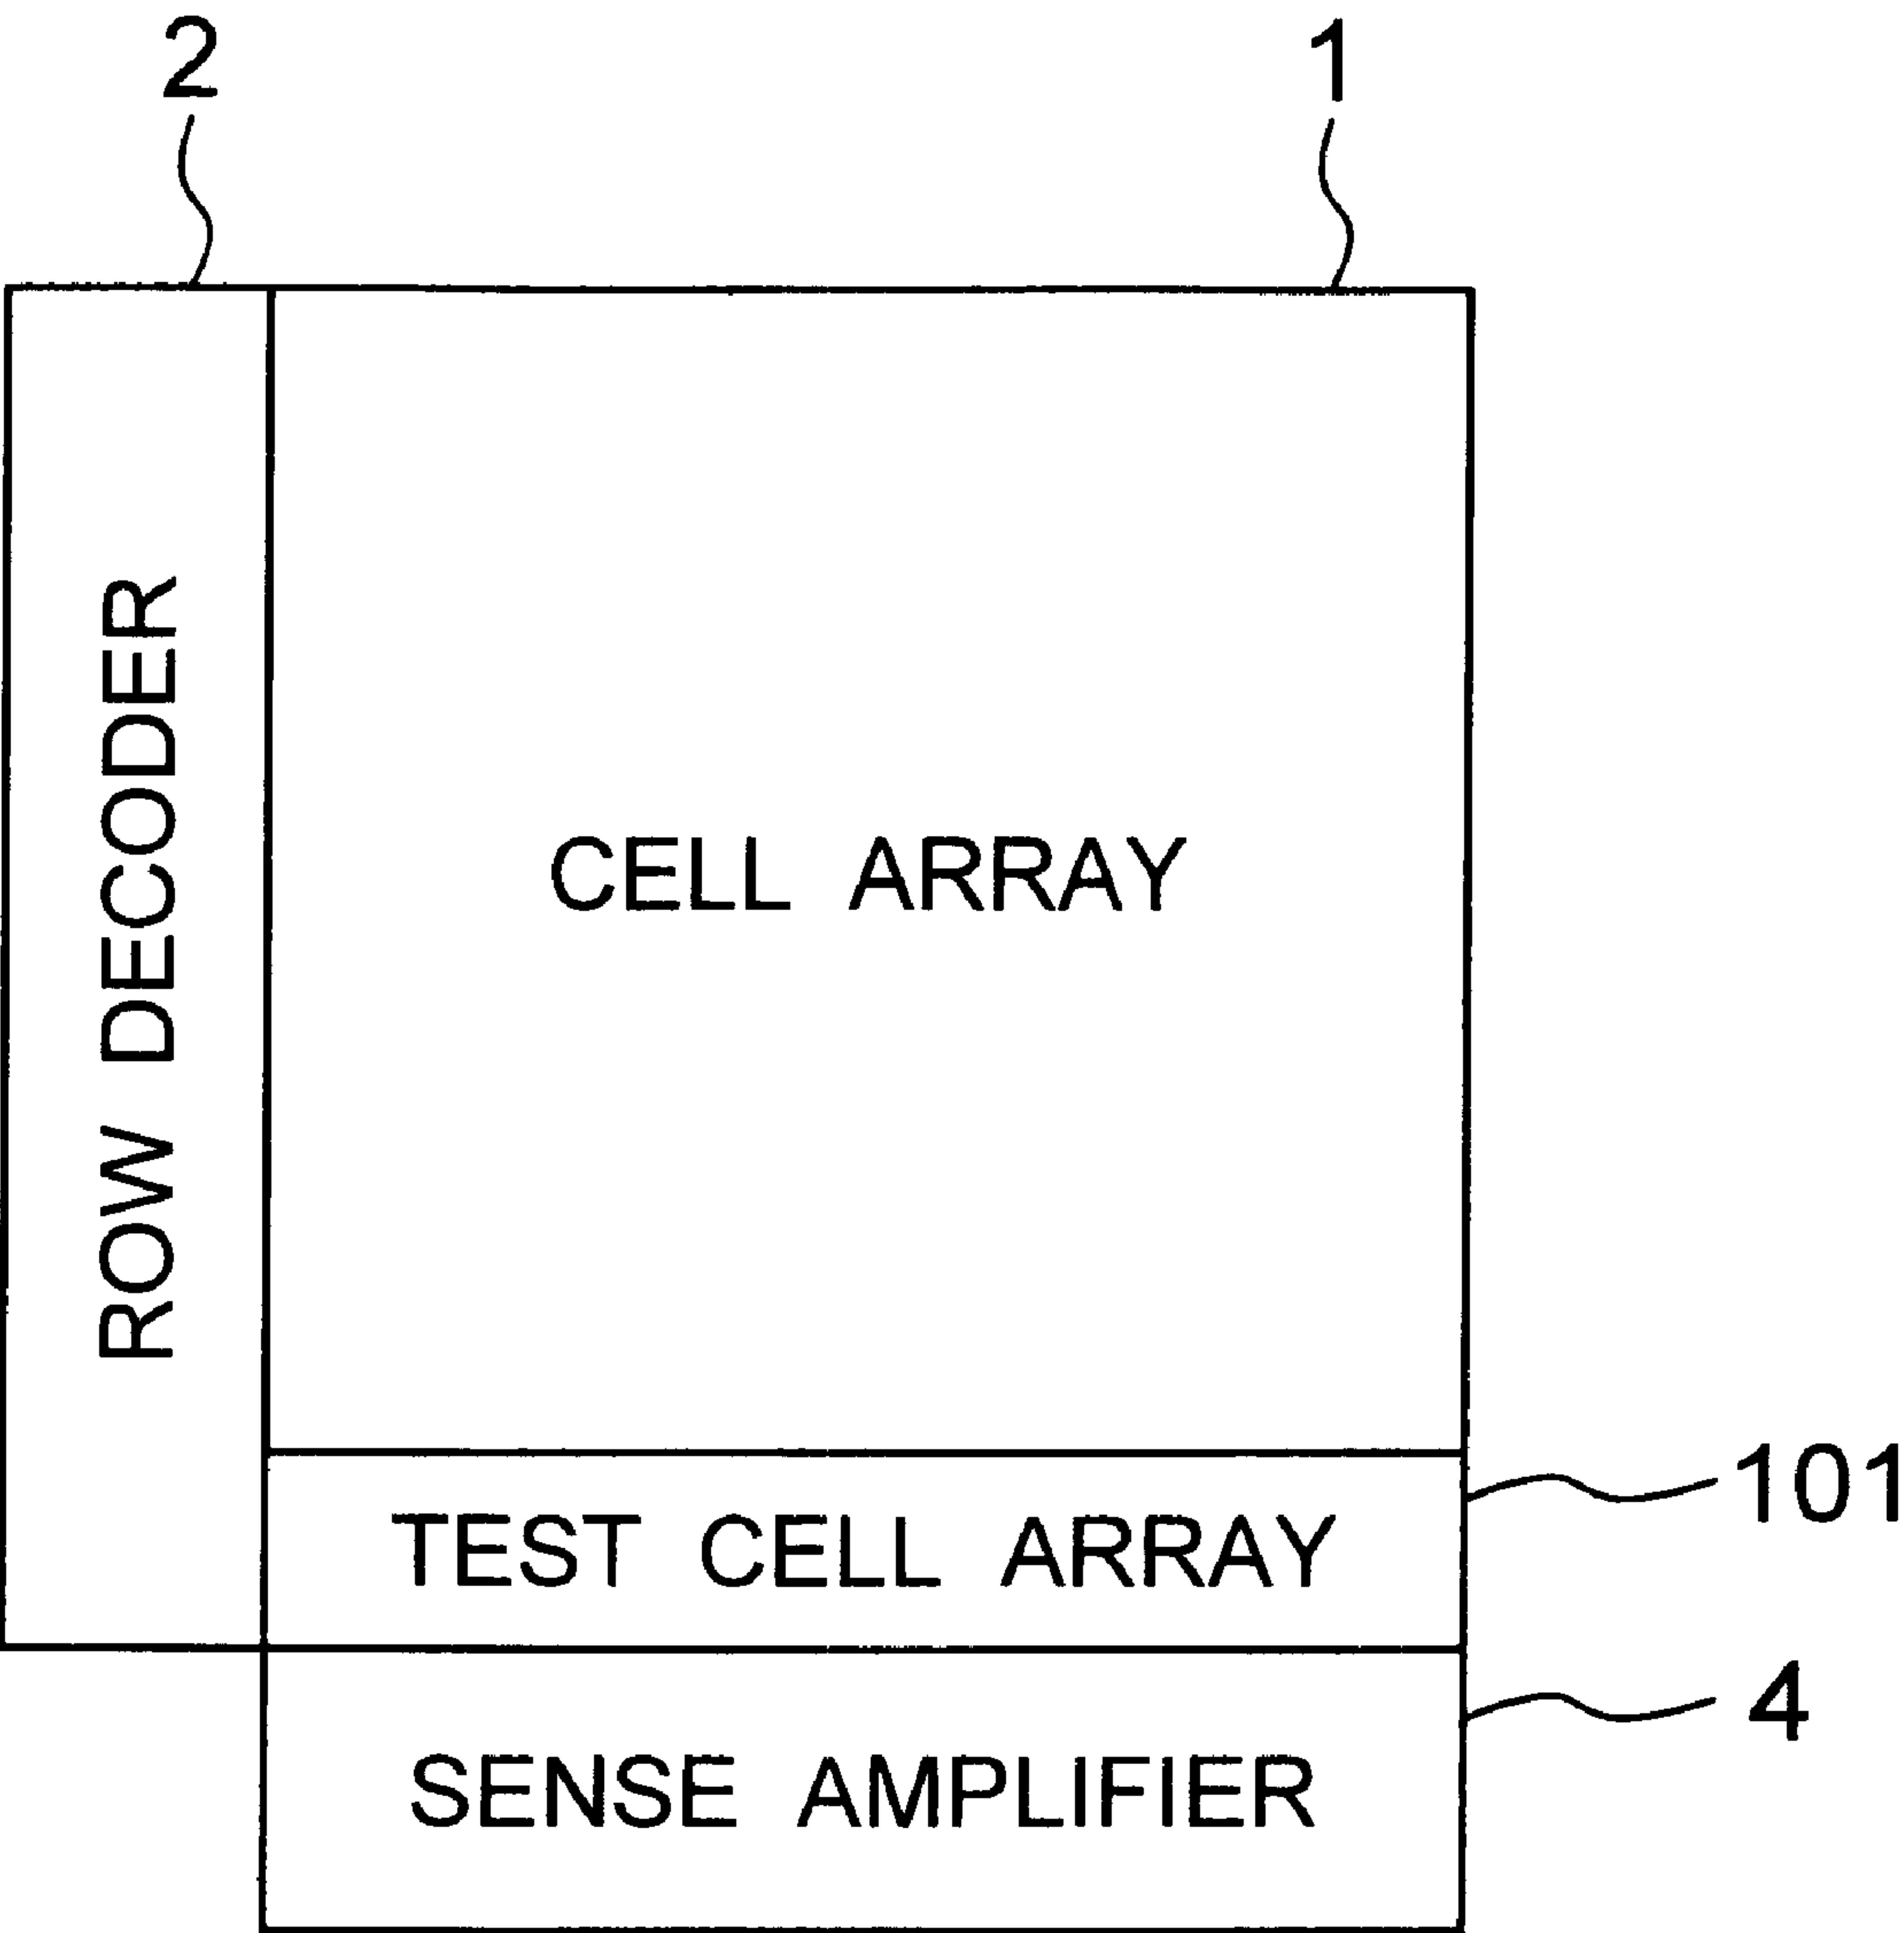 2
1
ROW DECODER
CELL ARRAY
101
TEST CELL ARRAY
4
SENSE AMPLIFIER